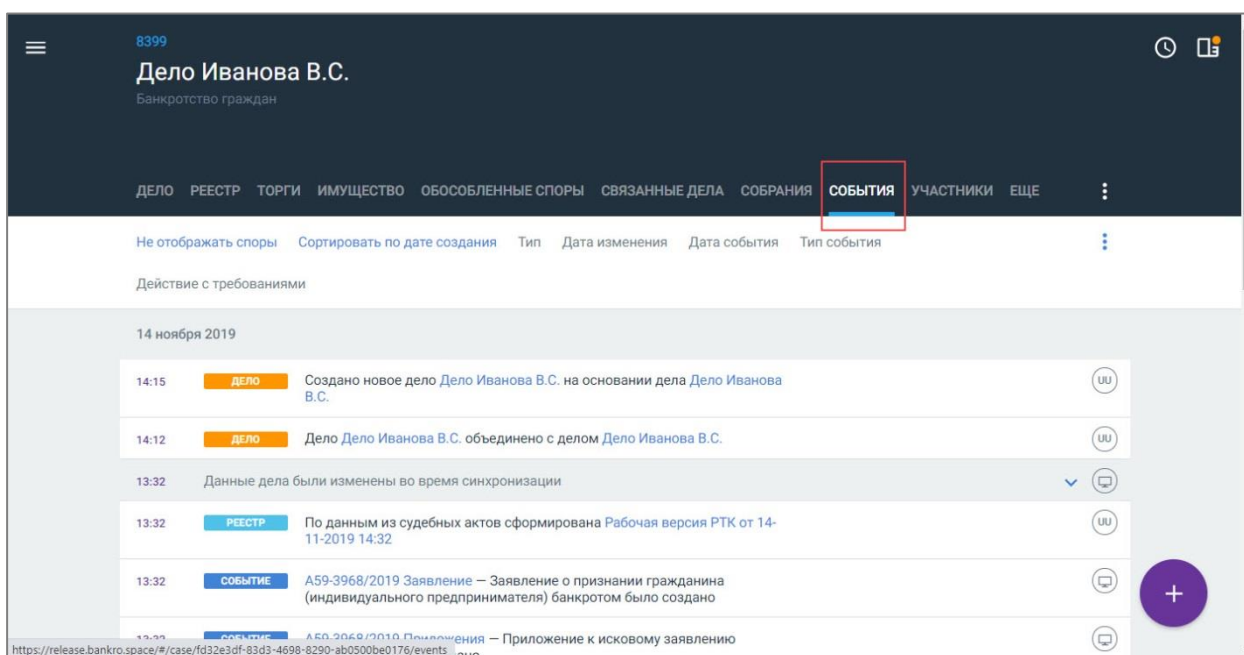 8399
Дело Иванова В.С.
Банкротство граждан
ДЕЛО РЕЕСТР ТОРГИ ИМУЩЕСТВО ОБОСОБЛЕННЫЕ СПОРЫ СВЯЗАННЫЕ ДЕЛА СОБРАНИЯ СОБЫТИЯ УЧАСТНИКИ ЕЩЕ
Не отображать споры Сортировать по дате создания Тип Дата изменения Дата события Тип события
Действие с требованиями
14 ноября 2019
14:15 ДЕЛО Создано новое дело Дело Иванова В.С. на основании дела Дело Иванова
В.С.
UU
14:12 ДЕЛО Дело Дело Иванова В.С. объединено с делом Дело Иванова В.С.
UU
13:32 Данные дела были изменены во время синхронизации
13:32 РЕЕСТР По данным из судебных актов сформирована Рабочая версия РТК от 14-
11-2019 14:32
UU
13:32 СОБЫТИЕ А59-3968/2019 Заявление — Заявление о признании гражданина
(индивидуального предпринимателя) банкротом было создано
13:32 СОБЫТИЕ А59-3968/2019 Приложения — Приложение к исковому заявлению
https://release.bankro.space/#/case/fd32e3df-83d3-4698-8290-ab0500be0176/events